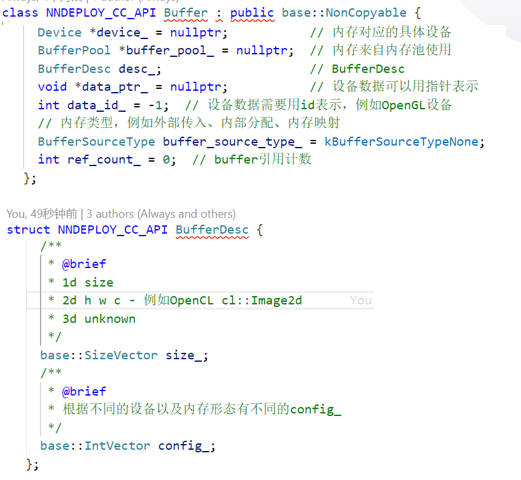 class NNDEPLOY_CC_API Buffer : public base::NonCopyable {
Device *device_ = nullptr; // 内存对应的具体设备
BufferPool *buffer_pool_ = nullptr; // 内存来自内存池使用
BufferDesc desc_; // BufferDesc
void *data_ptr_ = nullptr; // 设备数据可以用指针表示
int data_id_ = -1; // 设备数据需要用id表示，例如OpenGL设备
// 内存类型，例如外部传入、内部分配、内存映射
BufferSourceType buffer_source_type_ = kBufferSourceTypeNone;
int ref_count_ = 0; // buffer引用计数
};
You, 49秒钟前 | 3 authors (Always and others)
struct NNDEPLOY_CC_API BufferDesc {
/**
* @brief
* 1d size
* 2d h w c - 例如OpenCL cl::Image2d You
* 3d unknown
*/
base::SizeVector size_;
/**
* @brief
* 根据不同的设备以及内存形态有不同的config_
*/
base::IntVector config_;
};